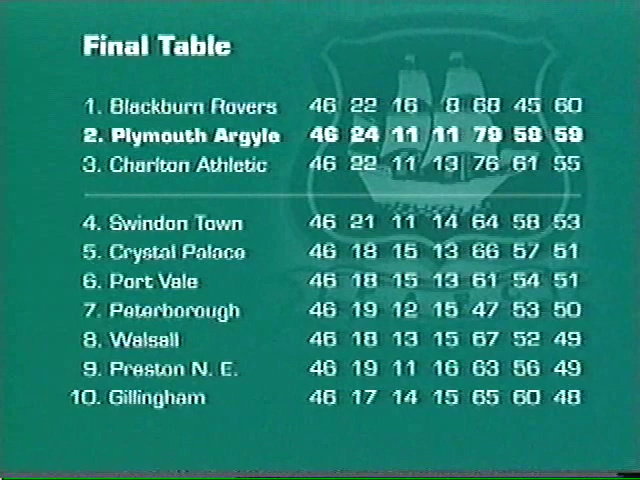 Final Table
1. Blackburn Rovers 46 22 16 8 68 45 60
2. Plymouth Argyle 46 24 11 11 79 58 59
3. Charlton Athletic 46 22 11 13 76 61 55
4. Swindon Town 46 21 11 14 64 58 53
5. Crystal Palace 46 18 15 13 66 57 51
6. Port Vale 46 18 15 13 61 54 51
7. Peterborough 46 19 12 15 47 53 50
8. Walsall 46 18 13 15 67 52 49
9. Preston N. E. 46 19 11 16 63 56 49
10. Gillingham 46 17 14 15 65 60 48